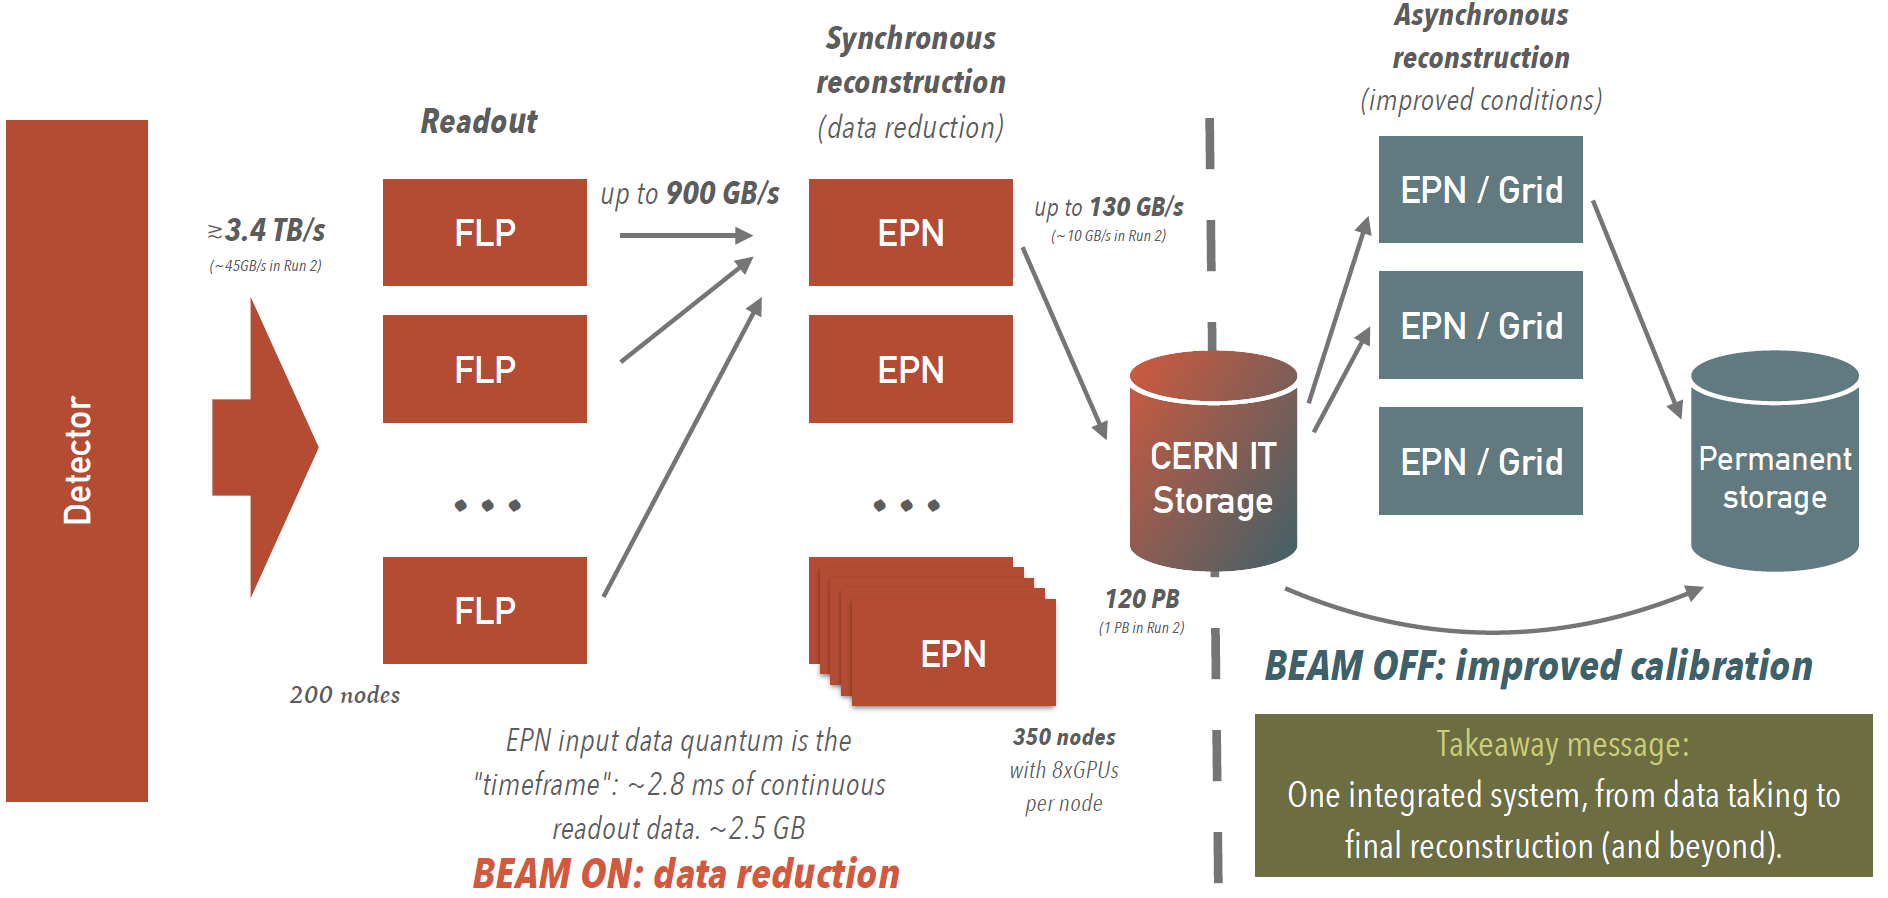 Detector
≳3.4 TB/s
(~45GB/s in Run 2)
Readout
FLP
FLP
• • •
FLP
200 nodes
up to 900 GB/s
Synchronous
reconstruction
(data reduction)
EPN
EPN
• • •
EPN
350 nodes
with 8xGPUs
per node
EPN input data quantum is the
"timeframe": ~2.8 ms of continuous
readout data. ~2.5 GB
BEAM ON: data reduction
up to 130 GB/s
(~10 GB/s in Run 2)
CERN IT
Storage
120 PB
(1 PB in Run 2)
Asynchronous
reconstruction
(improved conditions)
EPN / Grid
EPN / Grid
EPN / Grid
Permanent
storage
BEAM OFF: improved calibration
Takeaway message:
One integrated system, from data taking to
final reconstruction (and beyond).